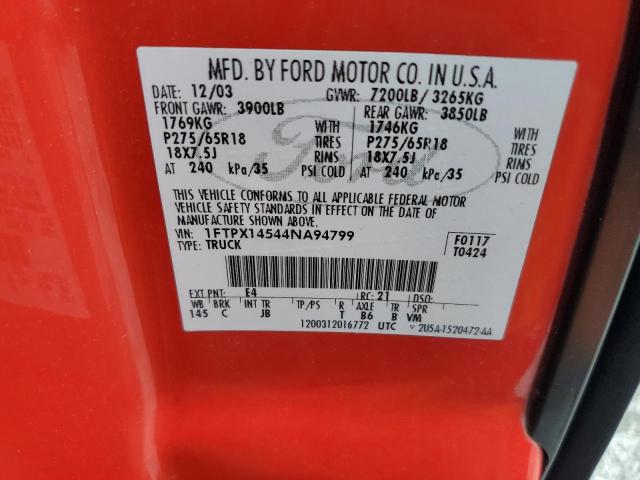 MFD. BY FORD MOTOR CO. IN U.S.A.
DATE: 12/03 GVWR: 7200LB/ 3265KG
FRONT GAWR: 3900LB REAR GAWR: 3850LB
1769KG WITH 1746KG WITH
P275/65R18 TIRES P275/65R18 TIRES
18X7.5J RIMS 18X7.5J RIMS
AT 240 kPa/35 PSI COLD AT 240 kPa/35 PSI COLD
Ford
THIS VEHICLE CONFORMS TO ALL APPLICABLE FEDERAL MOTOR
VEHICLE SAFETY STANDARDS IN EFFECT ON THE DATE OF
MANUFACTURE SHOWN ABOVE.
VIN: 1FTPX14544NA94799 F0117
TYPE: TRUCK T0424
EXT PNT: E4 RC: 21 DSO:
WB BRK INT TR TP/PS R AXLE TR SPR
145 C JB T B6 B VM
1200312016772 UTC 2U5A-1520472-AA